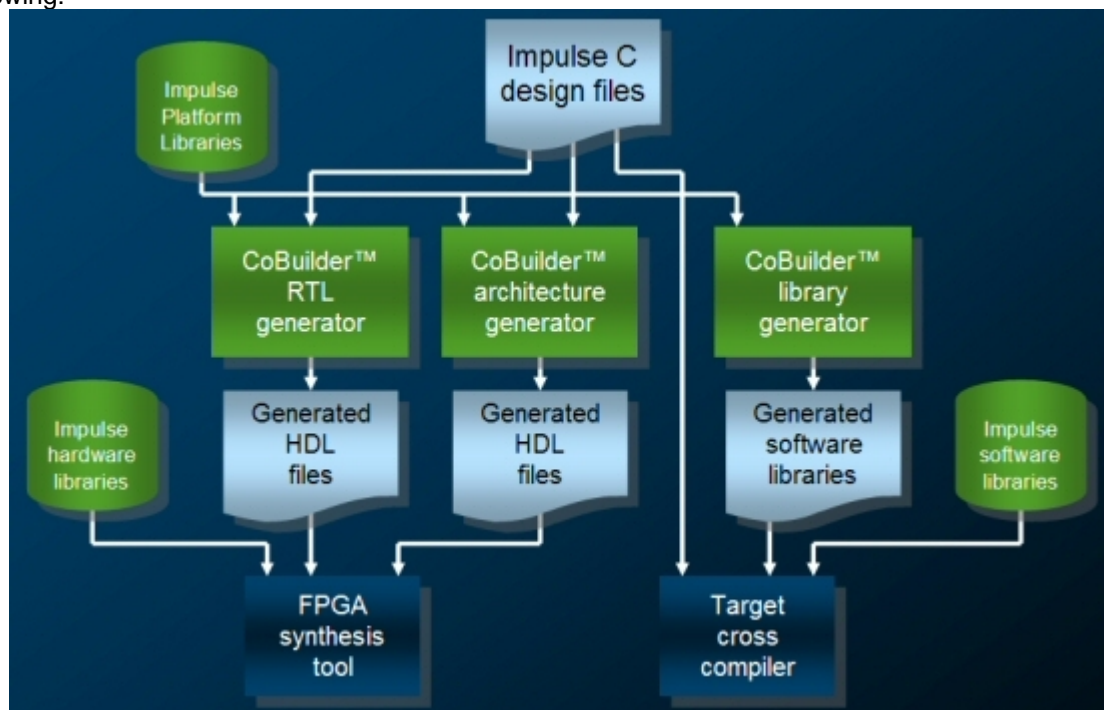 owing:
Impulse C
design files
Impulse
Platform
Libraries
CoBuilder™
RTL
generator
CoBuilder™
architecture
generator
CoBuilder™
library
generator
Impulse
hardware
libraries
Generated
HDL
files
Generated
HDL
files
Generated
software
libraries
Impulse
software
libraries
FPGA
synthesis
tool
Target
cross
compiler